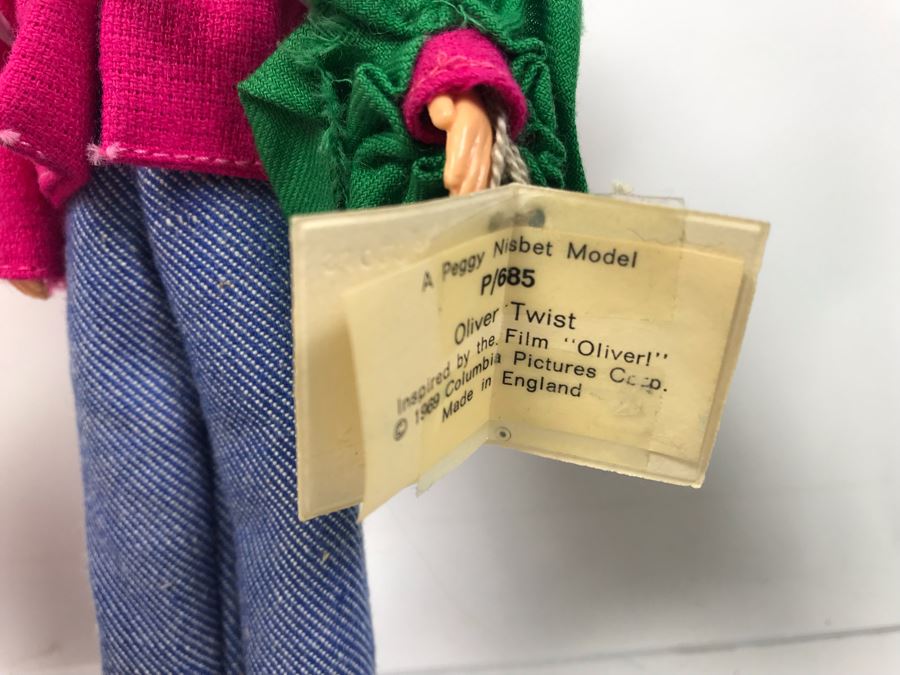 A Peggy Nisbet Model
P/685
Oliver Twist
Inspired by the Film "Oliver!"
© 1969 Columbia Pictures Corp.
Made in England